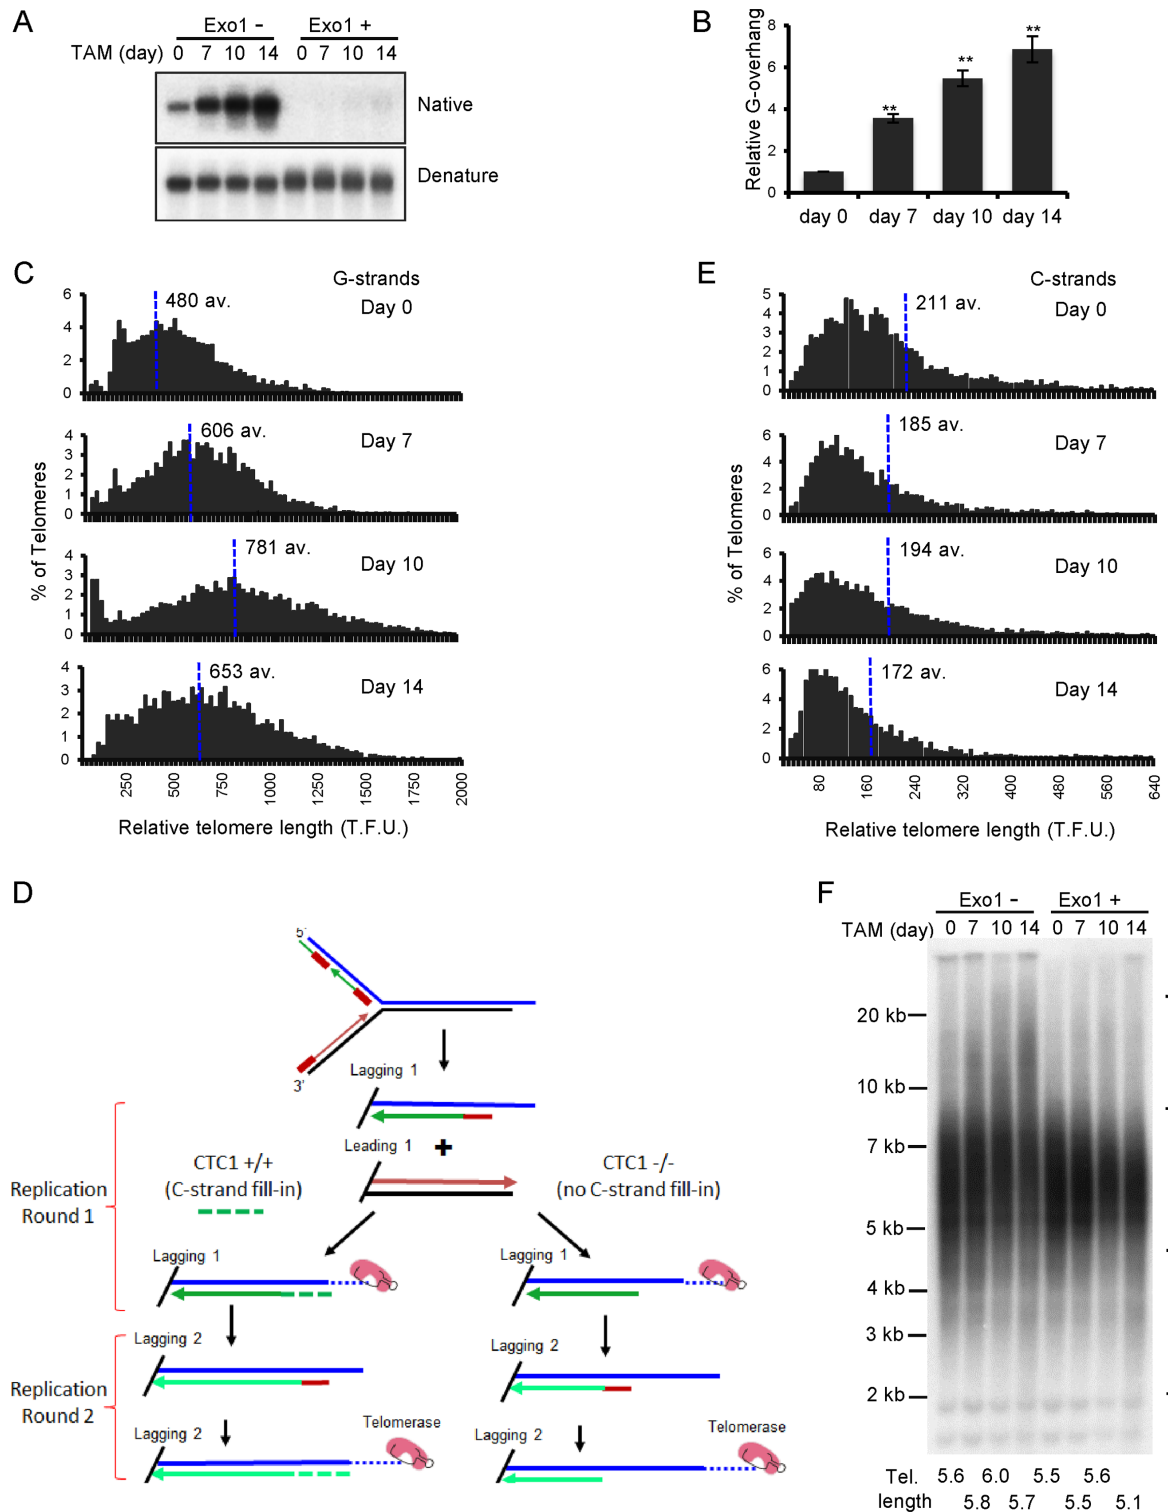 A
Exo1 -
Exo1 +
TAM (day) 0 7 10 14 0 7 10 14
Native
Denature
B
Relative G-overhang
8
6
4
2
0
**
**
**
day 0 day 7 day 10 day 14
C
G-strands
% of Telomeres
6
4
2
0
480 av.
Day 0
4
3
2
1
0
606 av.
Day 7
4
3
2
1
0
781 av.
Day 10
4
3
2
1
0
653 av.
Day 14
250 500 750 1000 1250 1500 1750 2000
Relative telomere length (T.F.U.)
E
C-strands
% of Telomeres
5
4
3
2
1
0
211 av.
Day 0
6
4
2
0
185 av.
Day 7
6
4
2
0
194 av.
Day 10
6
4
2
0
172 av.
Day 14
80 160 240 320 400 480 560 640
Relative telomere length (T.F.U.)
D
5'
3'
Lagging 1
Leading 1
+
Replication
Round 1
CTC1 +/+
(C-strand fill-in)
CTC1 -/-
(no C-strand fill-in)
Lagging 1
Lagging 1
Replication
Round 2
Lagging 2
Lagging 2
Lagging 2
Telomerase
Lagging 2
Telomerase
F
Exo1 -
Exo1 +
TAM (day) 0 7 10 14 0 7 10 14
20 kb
10 kb
7 kb
5 kb
4 kb
3 kb
2 kb
Tel. 5.6 6.0 5.5 5.6
length 5.8 5.7 5.5 5.1